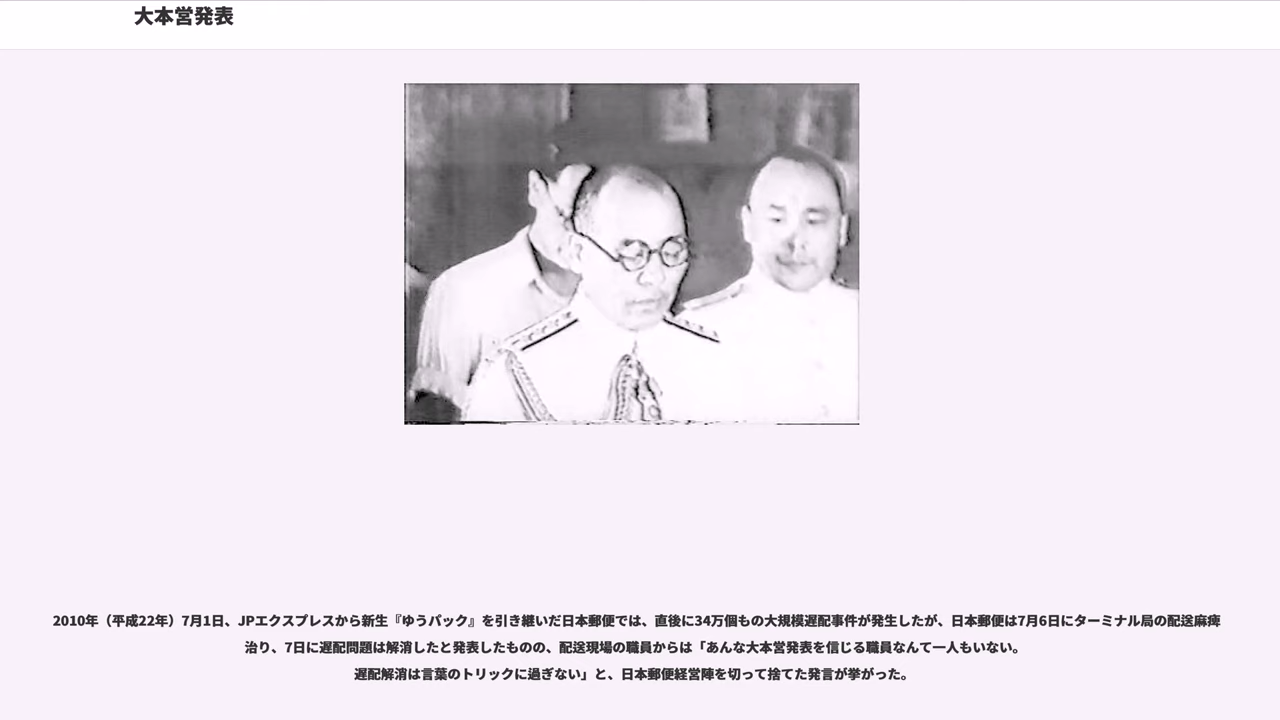 大本営発表
2010年（平成22年）7月1日、JPエクスプレスから新生『ゆうパック』を引き継いだ日本郵便では、直後に34万個もの大規模遅配事件が発生したが、日本郵便は7月6日にターミナル局の配送麻痺
治り、7日に遅配問題は解消したと発表したものの、配送現場の職員からは「あんな大本営発表を信じる職員なんて一人もいない。
遅配解消は言葉のトリックに過ぎない」と、日本郵便経営陣を切って捨てた発言が挙がった。